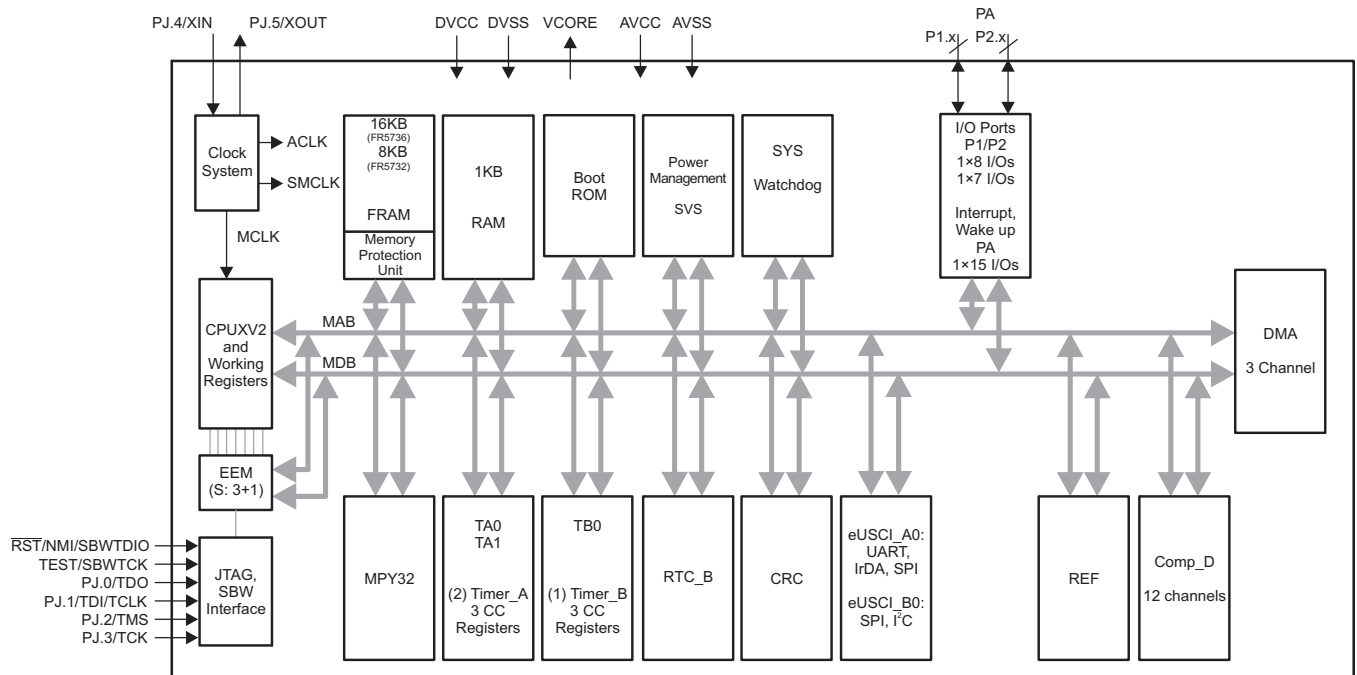 PJ.4/XIN
PJ.5/XOUT
DVCC
DVSS
VCORE
AVCC
AVSS
PA
P1.x
P2.x
Clock
System
ACLK
SMCLK
MCLK
16KB
(FR5736)
8KB
(FR5732)
FRAM
Memory
Protection
Unit
1KB
RAM
Boot
ROM
Power
Management
SVS
SYS
Watchdog
I/O Ports
P1/P2
1×8 I/Os
1×7 I/Os
Interrupt,
Wake up
PA
1×15 I/Os
CPUXV2
and
Working
Registers
MAB
MDB
DMA
3 Channel
EEM
(S: 3+1)
RST/NMI/SBWTDIO
TEST/SBWTCK
PJ.0/TDO
PJ.1/TDI/TCLK
PJ.2/TMS
PJ.3/TCK
JTAG,
SBW
Interface
MPY32
TA0
TA1
(2) Timer_A
3 CC
Registers
TB0
(1) Timer_B
3 CC
Registers
RTC_B
CRC
eUSCI_A0:
UART,
IrDA, SPI
eUSCI_B0:
SPI, I²C
REF
Comp_D
12 channels